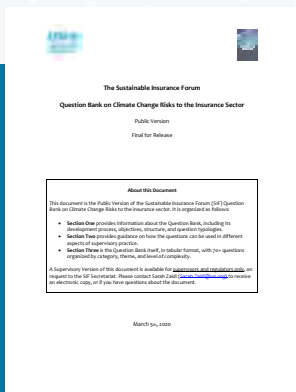 The Sustainable Insurance Forum
Question Bank on Climate Change Risks to the Insurance Sector
Public Version
Final for Release
About this Document
This document is the Public Version of the Sustainable Insurance Forum (SIF) Question
Bank on Climate Change Risks to the insurance sector. It is organized as follows:
• Section One provides information about the Question Bank, including its
development process, objectives, structure, and question typologies.
• Section Two provides guidance on how the questions can be used in different
aspects of supervisory practice.
• Section Three is the Question Bank itself, in tabular format, with 70+ questions
organized by category, theme, and level of complexity.
A Supervisory Version of this document is available for supervisors and regulators only, on
request to the SIF Secretariat. Please contact Sarah Zaidi (Sarah.Zaidi@un.org) to receive
an electronic copy, or if you have questions about the document.
March 5th, 2020